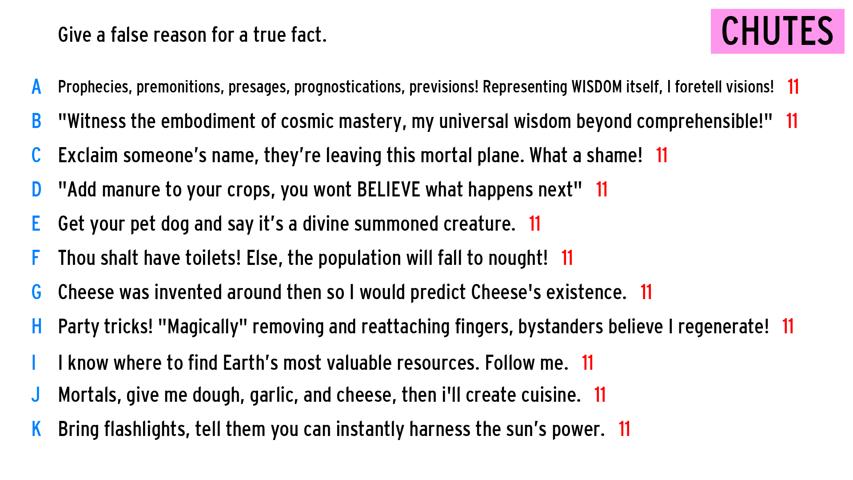 Give a false reason for a true fact.
CHUTES
A Prophecies, premonitions, presages, prognostications, previsions! Representing WISDOM itself, I foretell visions! 11
B "Witness the embodiment of cosmic mastery, my universal wisdom beyond comprehensible!" 11
C Exclaim someone's name, they're leaving this mortal plane. What a shame! 11
D "Add manure to your crops, you wont BELIEVE what happens next" 11
E Get your pet dog and say it's a divine summoned creature. 11
F Thou shalt have toilets! Else, the population will fall to nought! 11
G Cheese was invented around then so I would predict Cheese's existence. 11
H Party tricks! "Magically" removing and reattaching fingers, bystanders believe I regenerate! 11
I I know where to find Earth's most valuable resources. Follow me. 11
J Mortals, give me dough, garlic, and cheese, then i'll create cuisine. 11
K Bring flashlights, tell them you can instantly harness the sun's power. 11